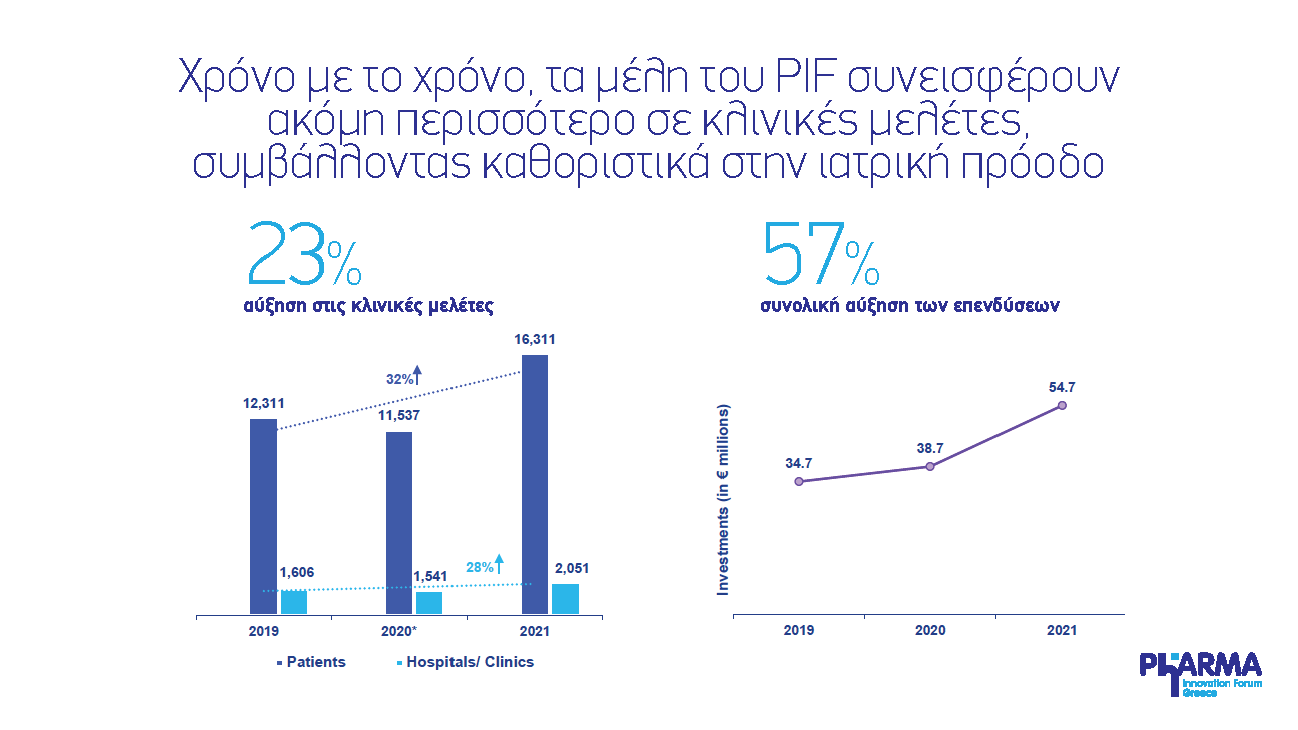 Χρόνο με το χρόνο, τα μέλη του PIF συνεισφέρουν
ακόμη περισσότερο σε κλινικές μελέτες,
συμβάλλοντας καθοριστικά στην ιατρική πρόοδο
23%
αύξηση στις κλινικές μελέτες
12,311
1,606
32%
11,537
1,541
28%
16,311
2,051
2019
2020*
2021
Patients
Hospitals/ Clinics
57%
συνολική αύξηση των επενδύσεων
Investments (in € millions)
34.7
38.7
54.7
2019
2020
2021
PhARMA
Innovation Forum
Greece